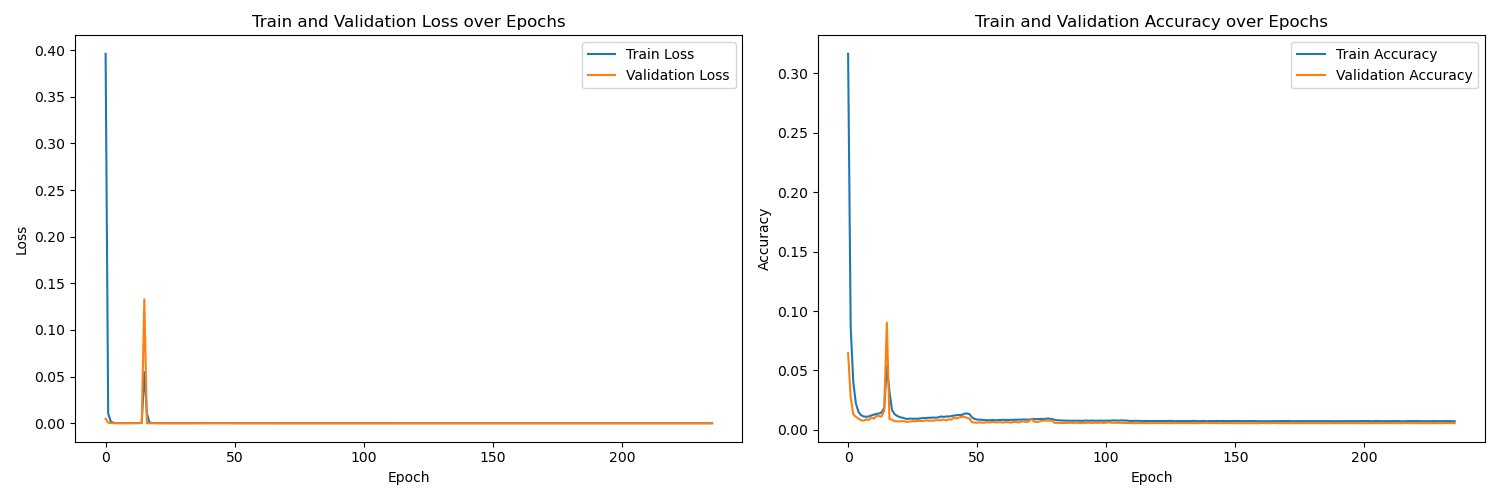 Train and Validation Loss over Epochs
Train Loss
Validation Loss
0.40
0.35
0.30
0.25
0.20
0.15
0.10
0.05
0.00
Loss
0
50
100
150
200
Epoch
Train and Validation Accuracy over Epochs
Train Accuracy
Validation Accuracy
0.30
0.25
0.20
0.15
0.10
0.05
0.00
Accuracy
0
50
100
150
200
Epoch